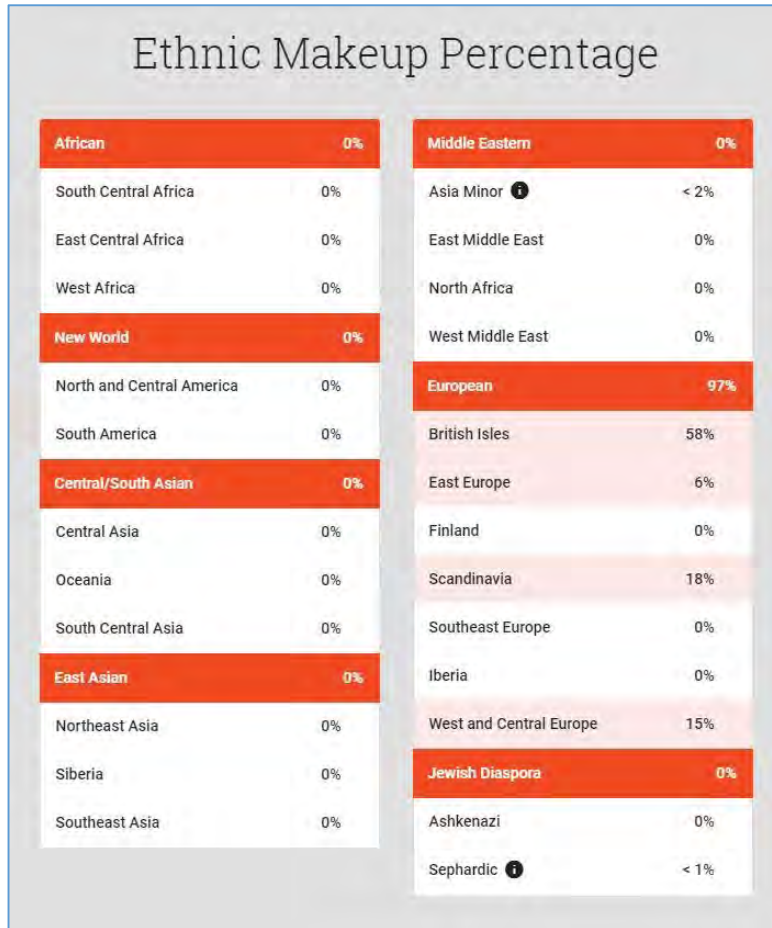 Ethnic Makeup Percentage
African 0%
South Central Africa 0%
East Central Africa 0%
West Africa 0%
New World 0%
North and Central America 0%
South America 0%
Central/South Asian 0%
Central Asia 0%
Oceania 0%
South Central Asia 0%
East Asian 0%
Northeast Asia 0%
Siberia 0%
Southeast Asia 0%
Middle Eastern 0%
Asia Minor i < 2%
East Middle East 0%
North Africa 0%
West Middle East 0%
European 97%
British Isles 58%
East Europe 6%
Finland 0%
Scandinavia 18%
Southeast Europe 0%
Iberia 0%
West and Central Europe 15%
Jewish Diaspora 0%
Ashkenazi 0%
Sephardic i < 1%